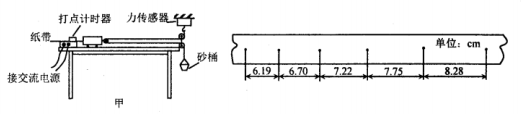 打点计时器
力传感器
纸带
接交流电源
砂桶
甲
单位：cm
6.19 6.70 7.22 7.75 8.28